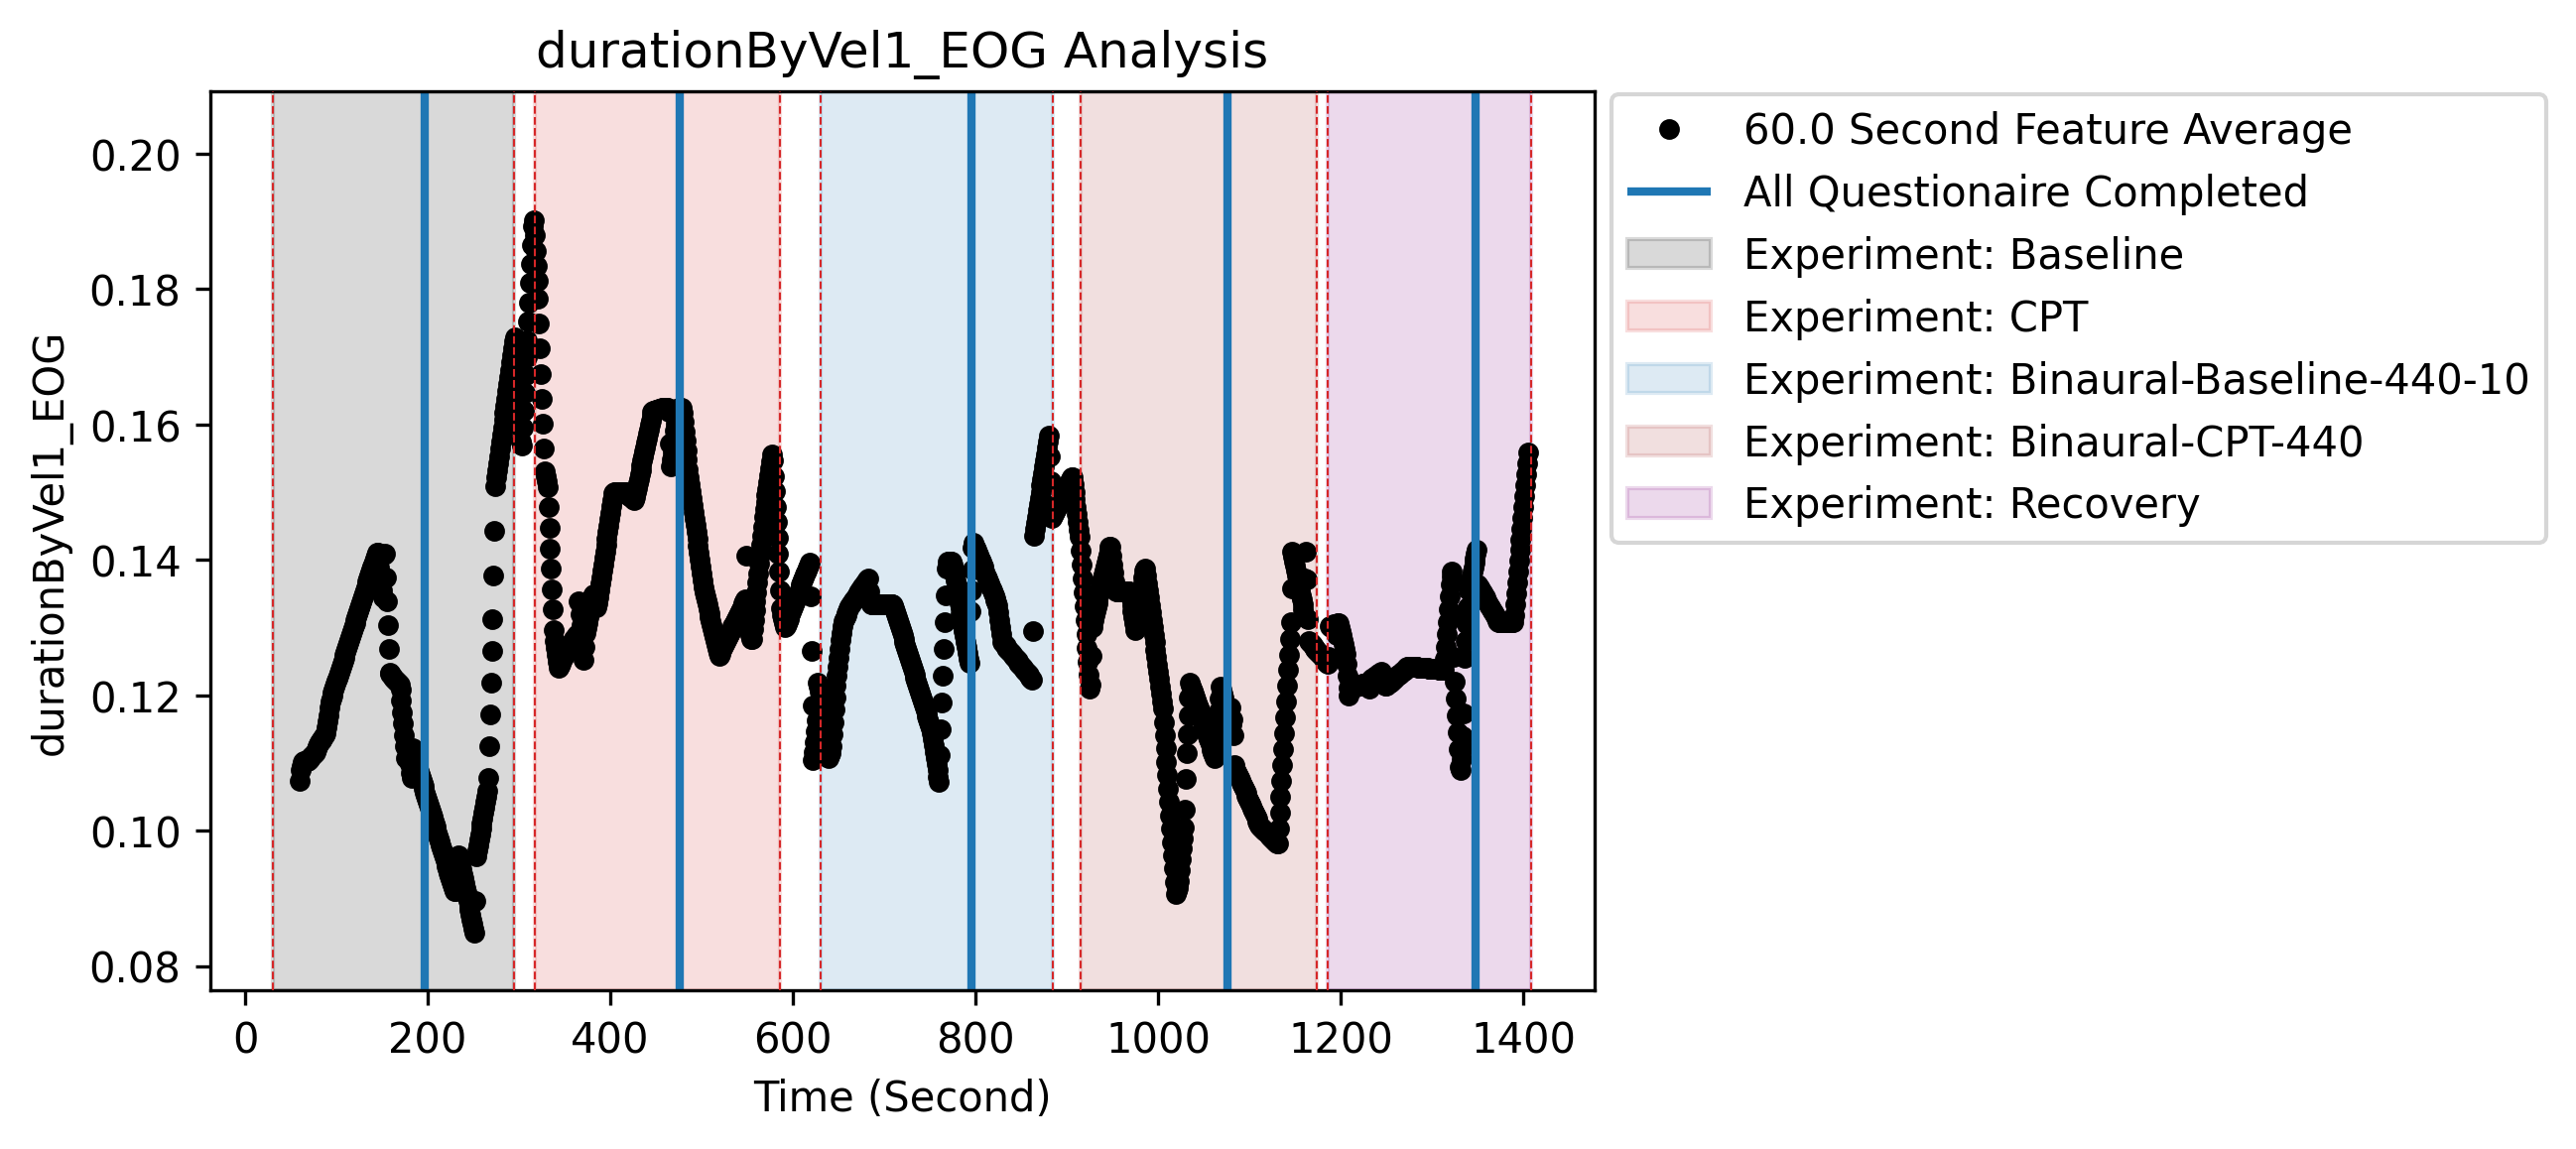 durationByVel1_EOG Analysis
durationByVel1_EOG
0.20
0.18
0.16
0.14
0.12
0.10
0.08
0 200 400 600 800 1000 1200 1400
Time (Second)
60.0 Second Feature Average
All Questionaire Completed
Experiment: Baseline
Experiment: CPT
Experiment: Binaural-Baseline-440-10
Experiment: Binaural-CPT-440
Experiment: Recovery